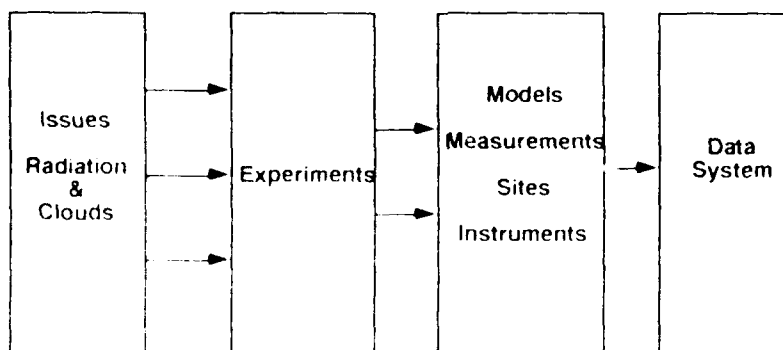 Issues
Radiation
&
Clouds
Experiments
Models
Measurements
Sites
Instruments
Data
System